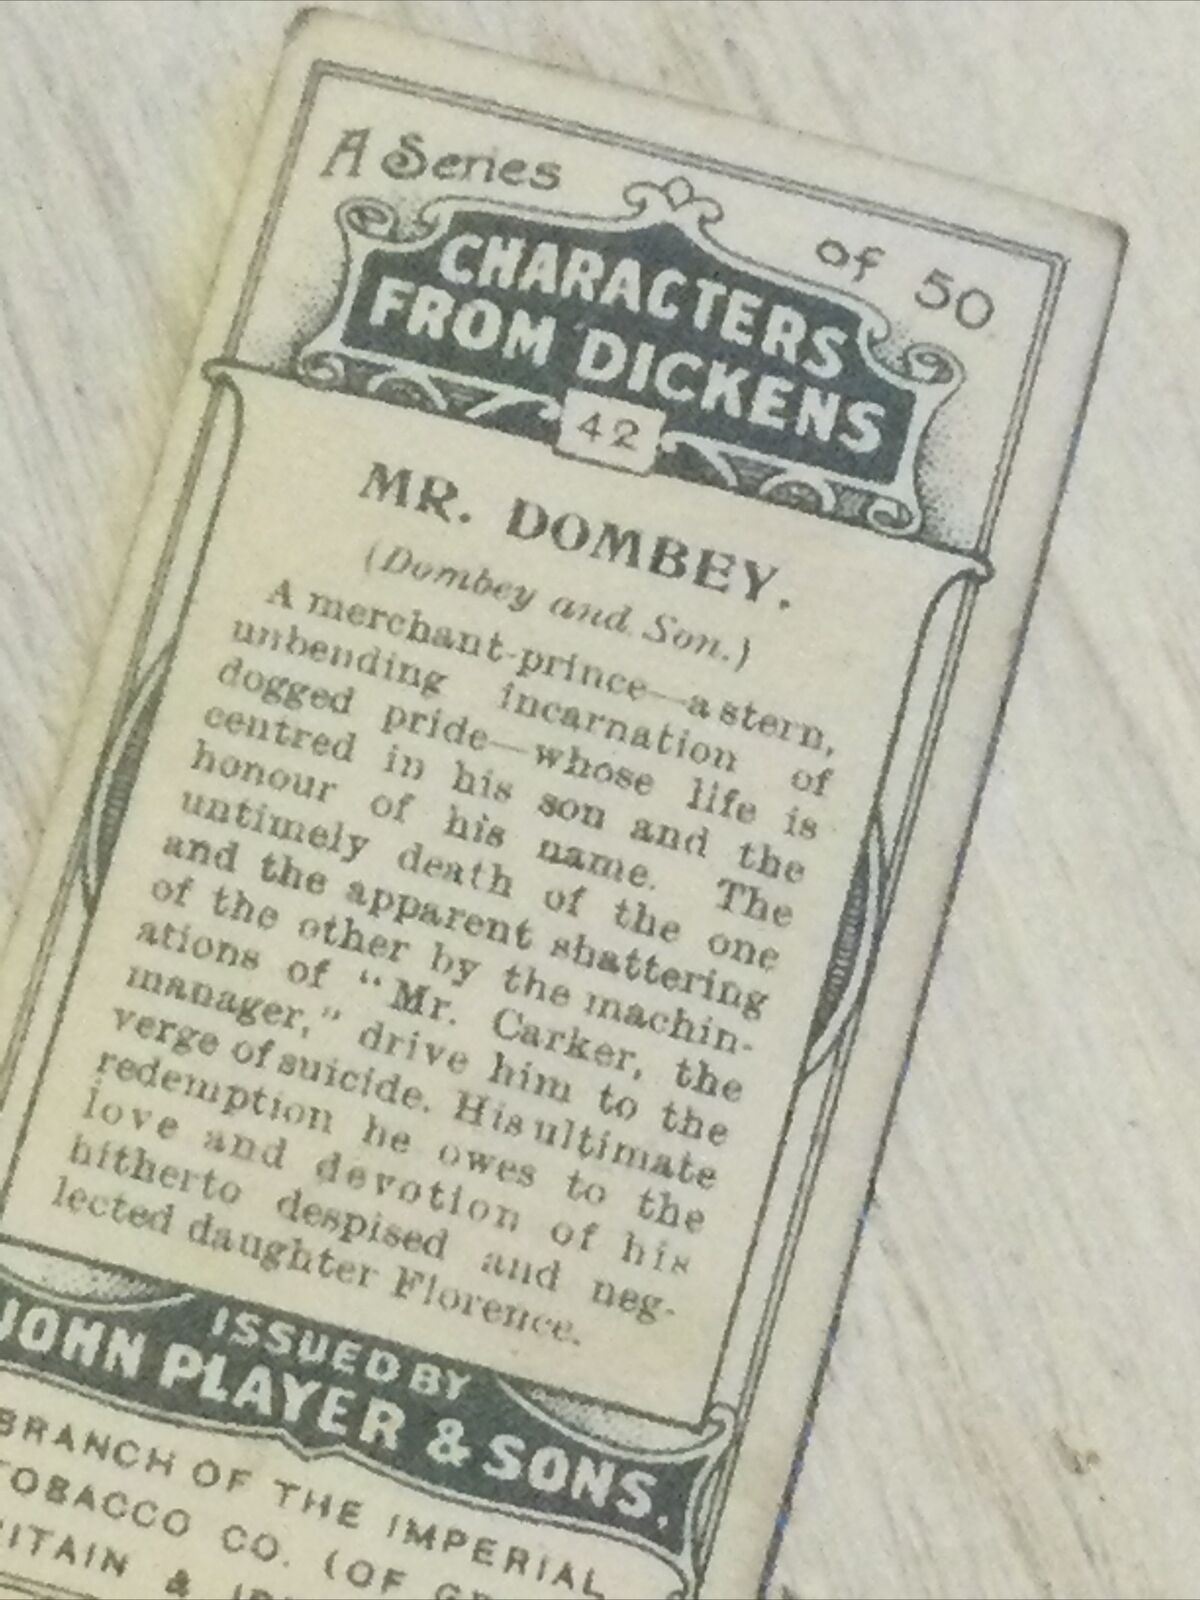 A Series of 50
CHARACTERS
FROM DICKENS
42
MR. DOMBEY.
(Dombey and Son.)
A merchant-prince—a stern,
unbending incarnation of
dogged pride—whose life is
centred in his son and the
honour of his name. The
untimely death of the one
and the apparent shattering
of the other by the machin-
ations of "Mr. Carker, the
manager," drive him to the
verge of suicide. His ultimate
redemption he owes to the
love and devotion of his
hitherto despised and neg-
lected daughter Florence.
ISSUED BY
JOHN PLAYER & SONS.
BRANCH OF THE IMPERIAL
TOBACCO CO. (OF
&